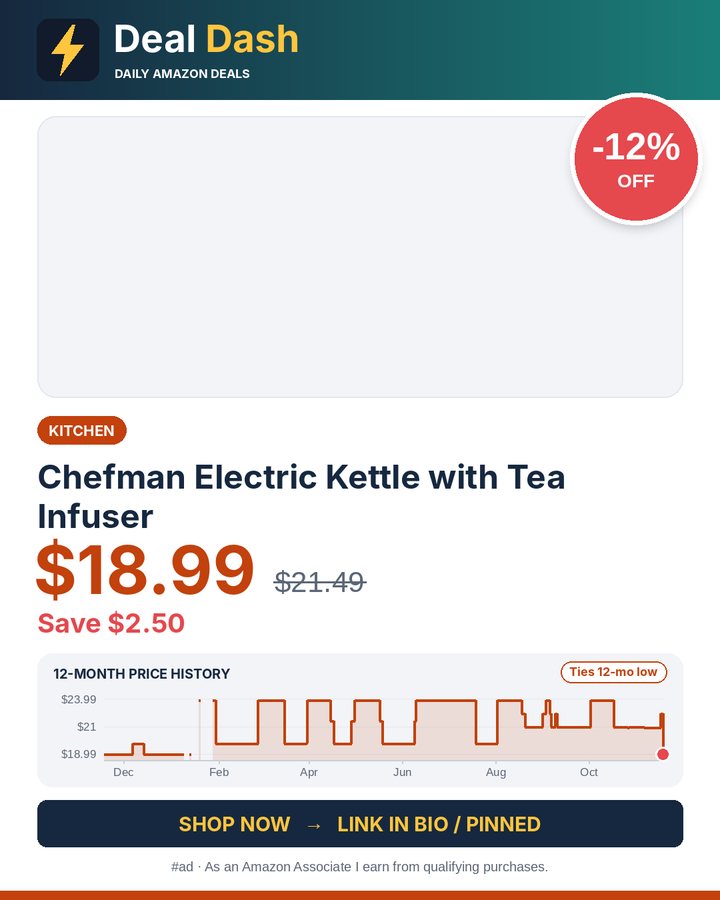 Deal Dash
DAILY AMAZON DEALS
-12%
OFF
KITCHEN
Chefman Electric Kettle with Tea
Infuser
$18.99 $21.49
Save $2.50
12-MONTH PRICE HISTORY
Ties 12-mo low
$23.99
$21
$18.99
Dec Feb Apr Jun Aug Oct
SHOP NOW → LINK IN BIO / PINNED
#ad · As an Amazon Associate I earn from qualifying purchases.